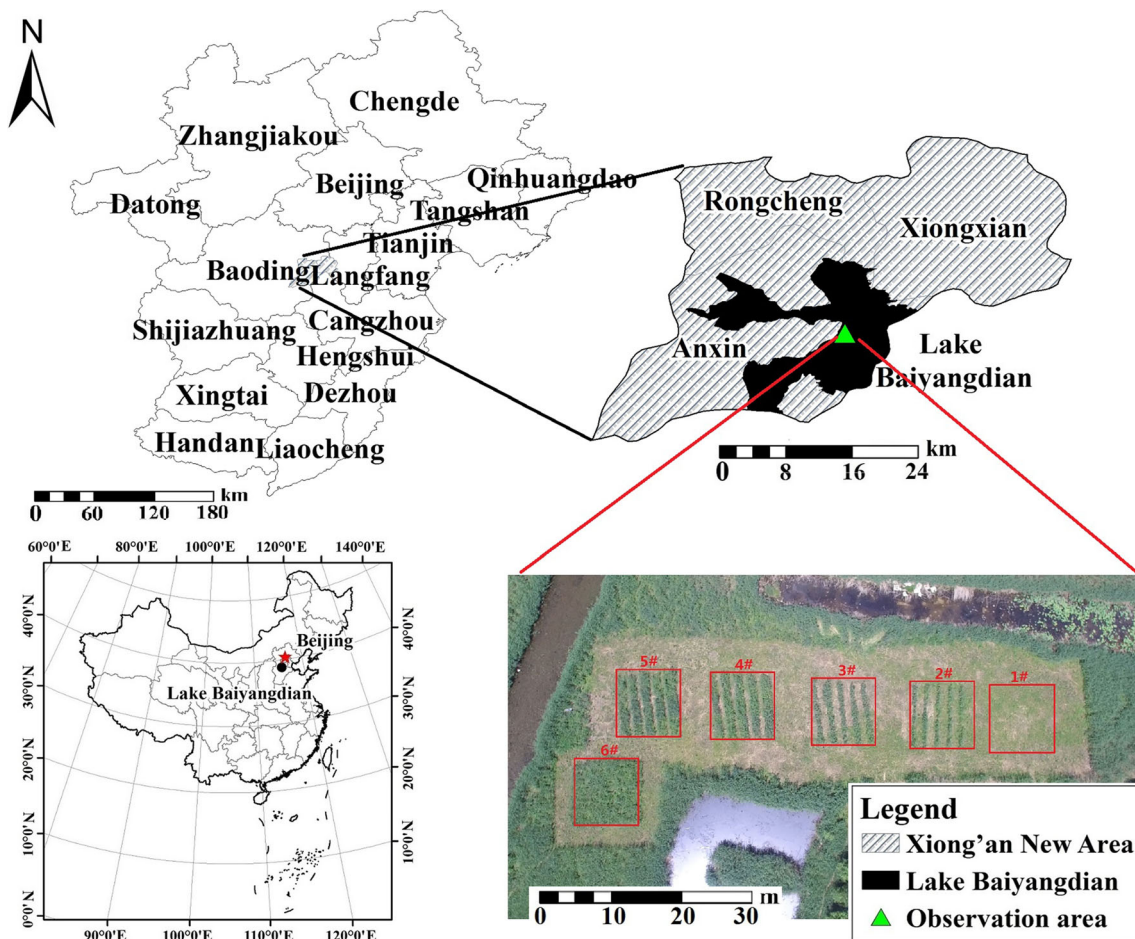 N
Chengde
Zhangjiakou
Beijing
Qinhuangdao
Datong
Tangshan
Tianjin
Baoding
Langfang
Shijiazhuang
Cangzhou
Hengshui
Xingtai
Dezhou
Handan
Liaocheng
km
0 60 120 180
Rongcheng
Xiongxian
Anxin
Lake
Baiyangdian
km
0 8 16 24
60°0'E 80°0'E 100°0'E 120°0'E 140°0'E
40°0'N
30°0'N
20°0'N
10°0'N
0°0'N
40°0'N
30°0'N
20°0'N
10°0'N
90°0'E 100°0'E 110°0'E 120°0'E
Beijing
Lake Baiyangdian
5# 4# 3# 2# 1#
6#
0 10 20 30 m
Legend
Xiong'an New Area
Lake Baiyangdian
Observation area